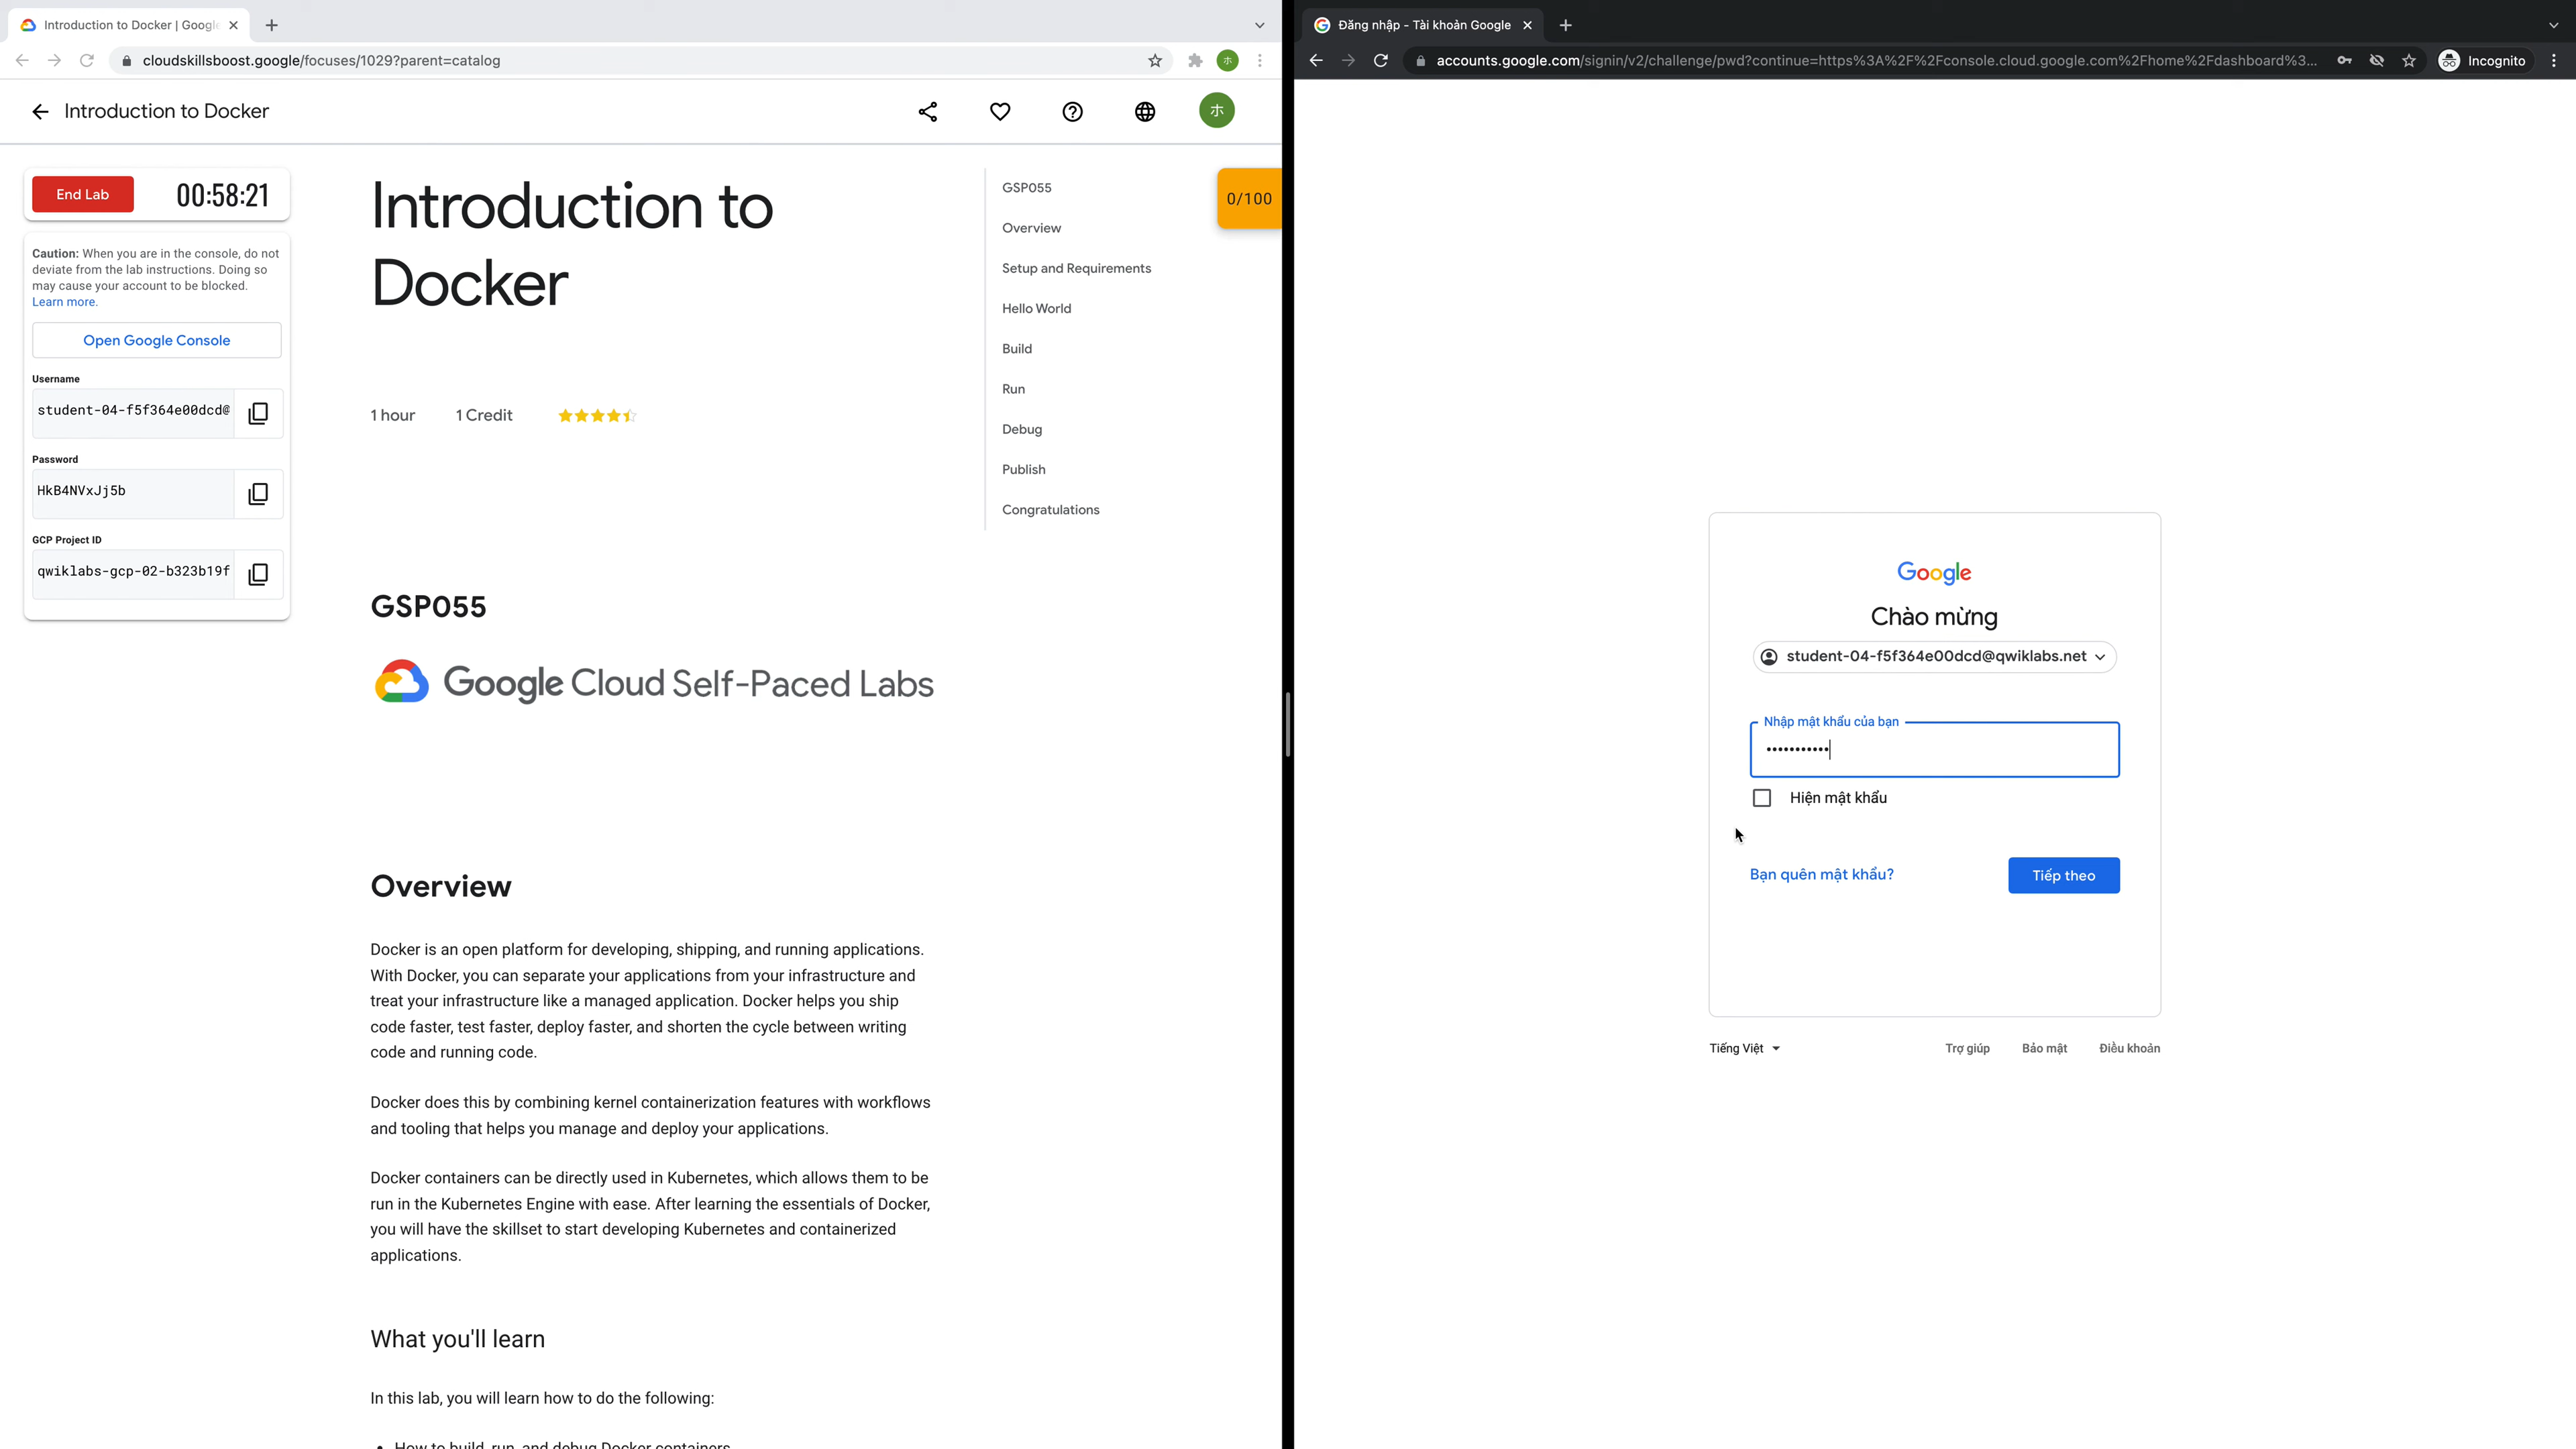 Introduction to Docker | Google
cloudskillsboost.google/focuses/1029?parent=catalog
Introduction to Docker
ホ
ホ
End Lab
00:58:21
Caution: When you are in the console, do not
deviate from the lab instructions. Doing so
may cause your account to be blocked.
Learn more.
Open Google Console
Username
student-04-f5f364e00dcd@
Password
HkB4NVxJj5b
GCP Project ID
qwiklabs-gcp-02-b323b19f
Introduction to
Docker
1 hour
1 Credit
GSP055
Google Cloud Self-Paced Labs
Overview
Docker is an open platform for developing, shipping, and running applications.
With Docker, you can separate your applications from your infrastructure and
treat your infrastructure like a managed application. Docker helps you ship
code faster, test faster, deploy faster, and shorten the cycle between writing
code and running code.
Docker does this by combining kernel containerization features with workflows
and tooling that helps you manage and deploy your applications.
Docker containers can be directly used in Kubernetes, which allows them to be
run in the Kubernetes Engine with ease. After learning the essentials of Docker,
you will have the skillset to start developing Kubernetes and containerized
applications.
What you'll learn
In this lab, you will learn how to do the following:
• How to build, run, and debug Docker containers.
GSP055
Overview
Setup and Requirements
Hello World
Build
Run
Debug
Publish
Congratulations
0/100
Đăng nhập - Tài khoản Google
accounts.google.com/signin/v2/challenge/pwd?continue=https%3A%2F%2Fconsole.cloud.google.com%2Fhome%2Fdashboard%3...
Incognito
Google
Chào mừng
student-04-f5f364e00dcd@qwiklabs.net
Nhập mật khẩu của bạn
•••••••••••
Hiện mật khẩu
Bạn quên mật khẩu?
Tiếp theo
Tiếng Việt
Trợ giúp
Bảo mật
Điều khoản